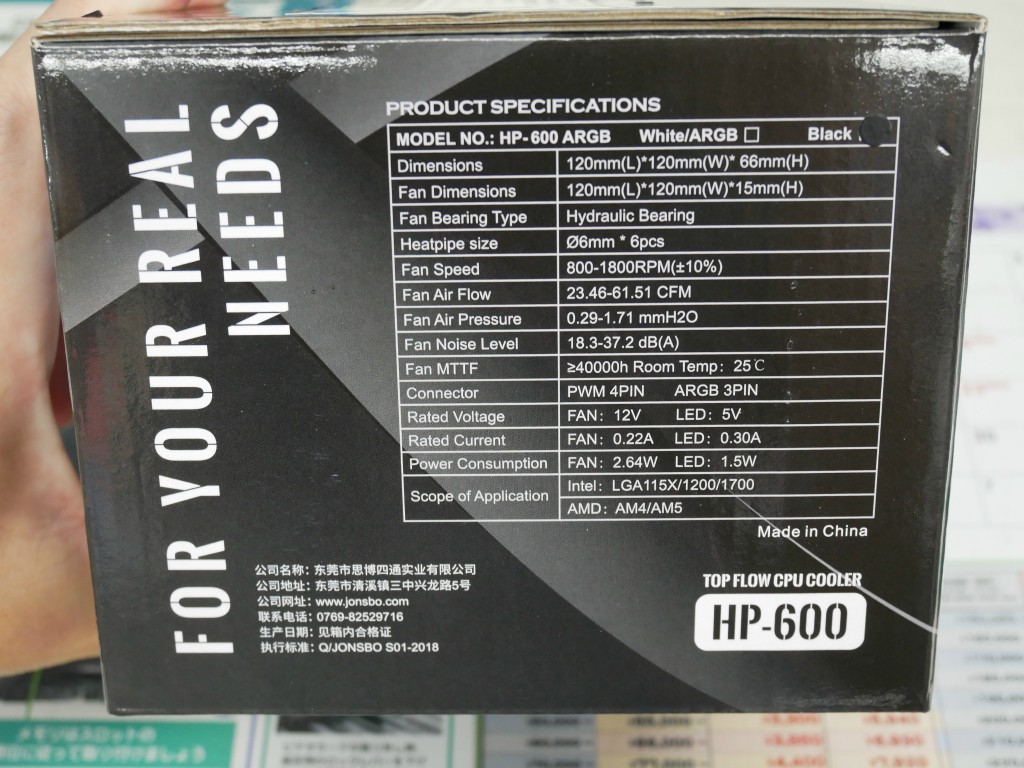 FOR YOUR REAL
NEEDS
PRODUCT SPECIFICATIONS
MODEL NO.: HP-600 ARGB White/ARGB □ Black
Dimensions 120mm(L)*120mm(W)* 66mm(H)
Fan Dimensions 120mm(L)*120mm(W)*15mm(H)
Fan Bearing Type Hydraulic Bearing
Heatpipe size Ø6mm * 6pcs
Fan Speed 800-1800RPM(±10%)
Fan Air Flow 23.46-61.51 CFM
Fan Air Pressure 0.29-1.71 mmH2O
Fan Noise Level 18.3-37.2 dB(A)
Fan MTTF ≥40000h Room Temp: 25℃
Connector PWM 4PIN ARGB 3PIN
Rated Voltage FAN: 12V LED: 5V
Rated Current FAN: 0.22A LED: 0.30A
Power Consumption FAN: 2.64W LED: 1.5W
Scope of Application Intel: LGA115X/1200/1700
AMD: AM4/AM5
Made in China
公司名称：东莞市思博四通实业有限公司
公司地址：东莞市清溪镇三中兴龙路5号
公司网址：www.jonsbo.com
联系电话：0769-82529716
生产日期：见箱内合格证
执行标准：Q/JONSBO S01-2018
TOP FLOW CPU COOLER
HP-600
メモリはスロットの